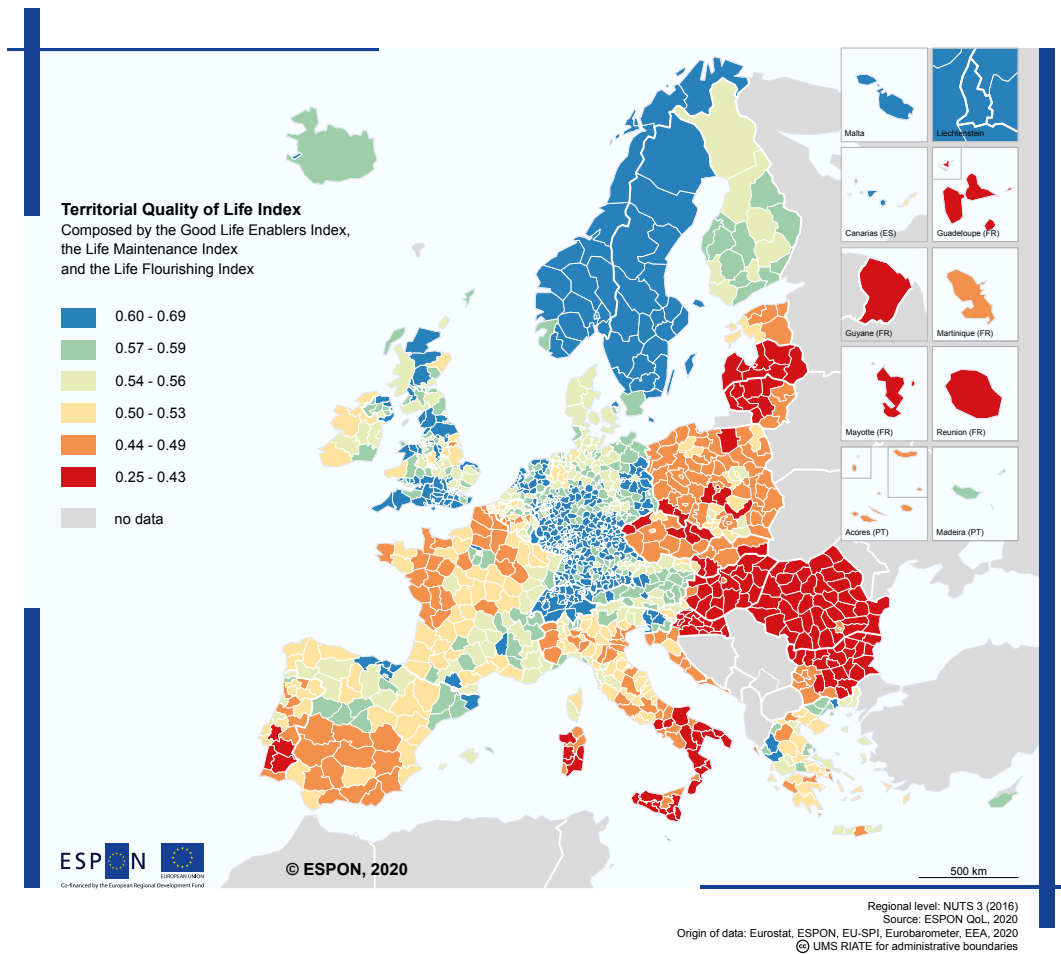 Territorial Quality of Life Index
Composed by the Good Life Enablers Index,
the Life Maintenance Index
and the Life Flourishing Index
0.60 - 0.69
0.57 - 0.59
0.54 - 0.56
0.50 - 0.53
0.44 - 0.49
0.25 - 0.43
no data
Malta
Liechtenstein
Canarias (ES)
Guadeloupe (FR)
Guyane (FR)
Martinique (FR)
Mayotte (FR)
Reunion (FR)
Acores (PT)
Madeira (PT)
ESPON
EUROPEAN UNION
Co-financed by the European Regional Development Fund
© ESPON, 2020
500 km
Regional level: NUTS 3 (2016)
Source: ESPON QoL, 2020
Origin of data: Eurostat, ESPON, EU-SPI, Eurobarometer, EEA, 2020
cc UMS RIATE for administrative boundaries